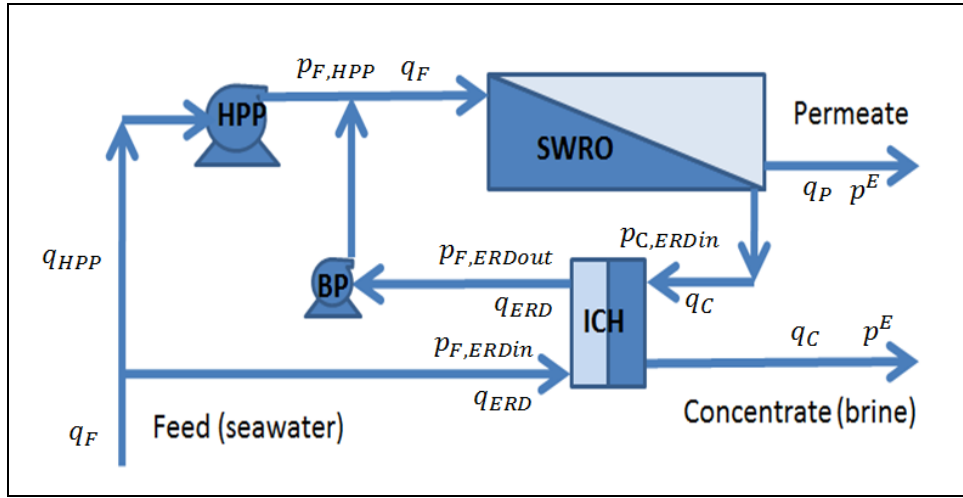 p_{F,HPP} q_F
HPP
SWRO
Permeate
q_P p^E
q_{HPP}
p_{F,ERDout}
p_{C,ERDin}
BP
q_{ERD}
ICH
q_C
p_{F,ERDin}
q_C p^E
q_{ERD}
q_F
Feed (seawater)
Concentrate (brine)